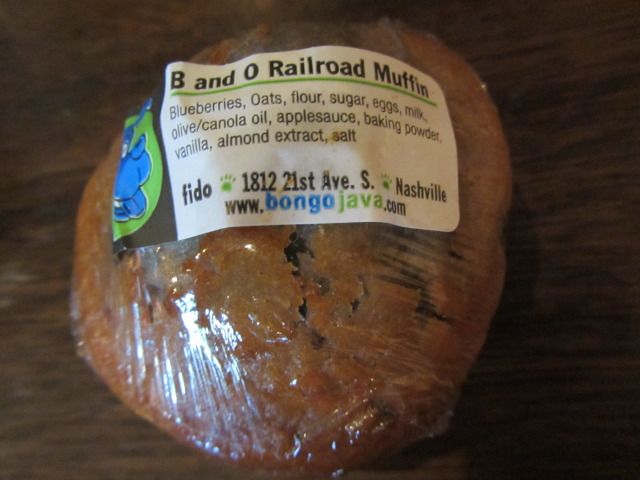 B and O Railroad Muffin
Blueberries, Oats, flour, sugar, eggs, milk,
olive/canola oil, applesauce, baking powder,
vanilla, almond extract, salt
fido 1812 21st Ave. S. Nashville
www.bongojava.com